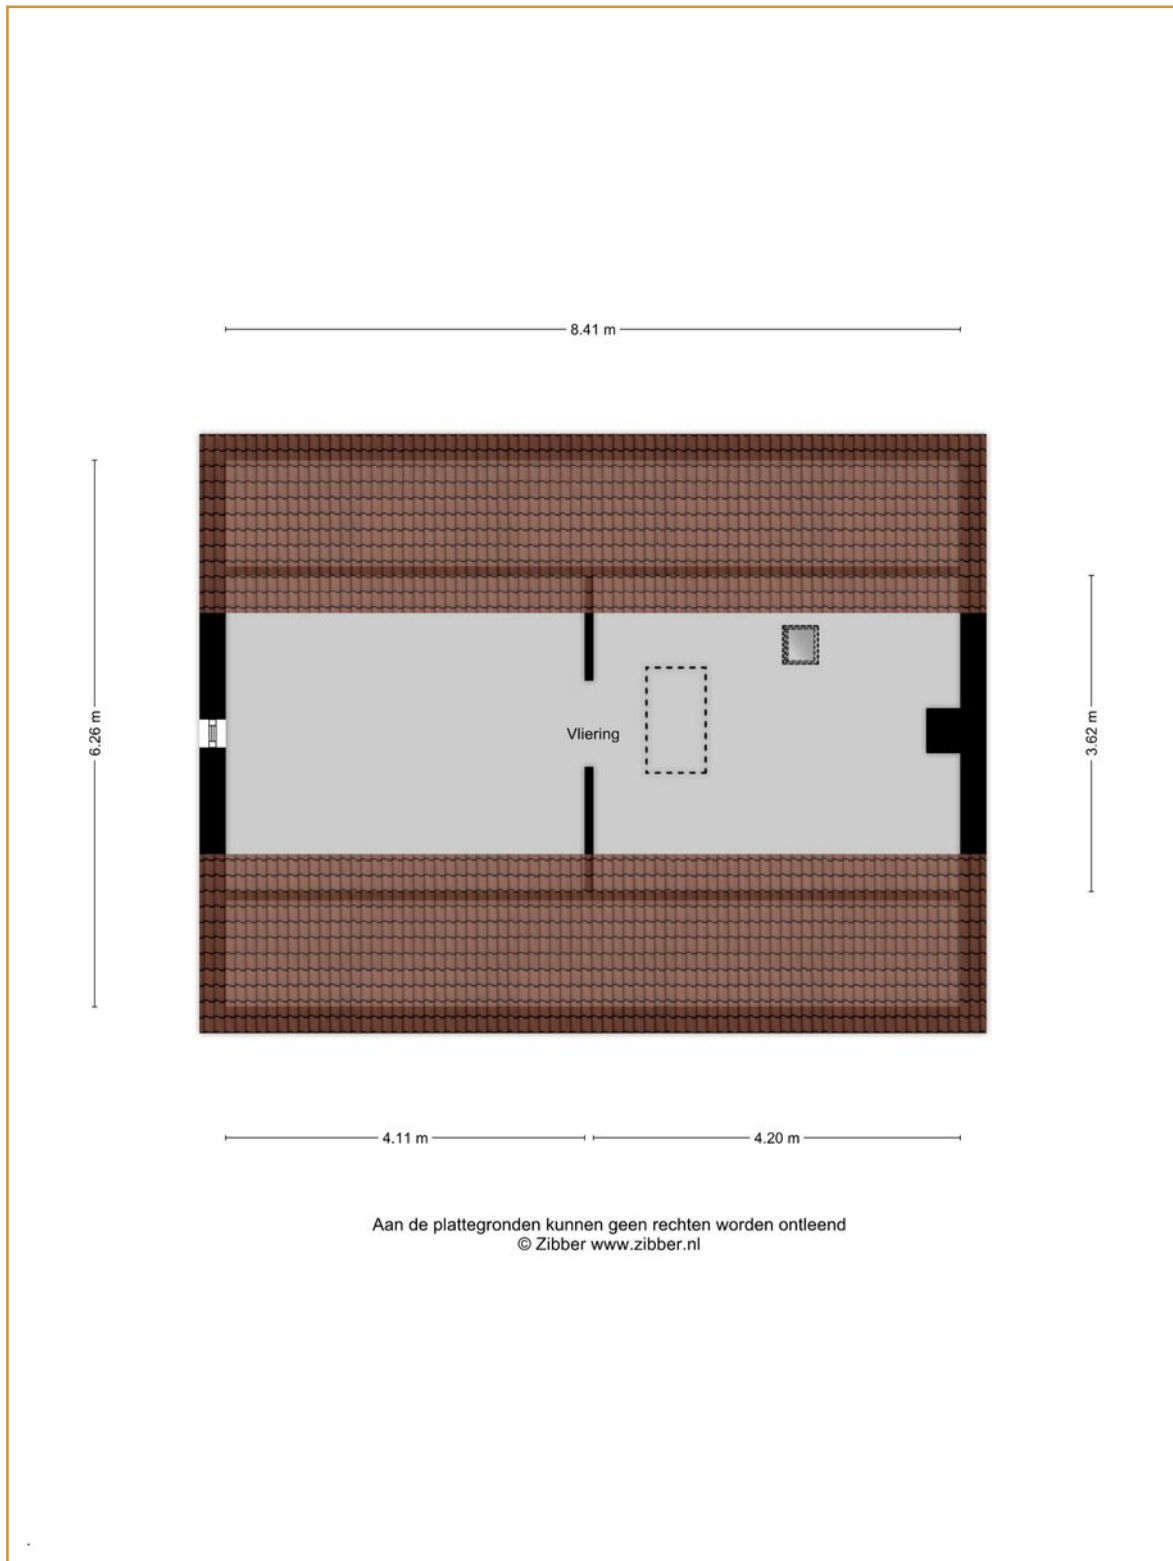 8.41 m
6.26 m
Vliering
3.62 m
4.11 m
4.20 m
Aan de plattegronden kunnen geen rechten worden ontleend
© Zibber www.zibber.nl
.